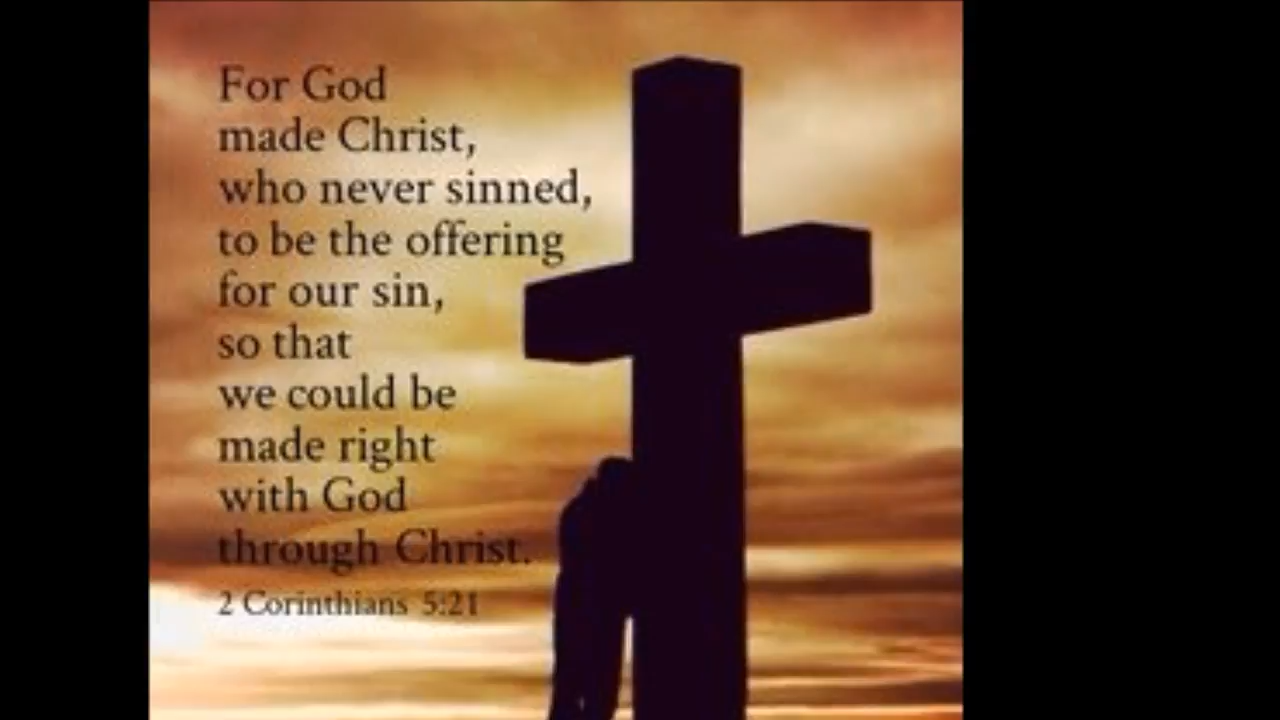 For God
made Christ,
who never sinned,
to be the offering
for our sin,
so that
we could be
made right
with God
through Christ.
2 Corinthians 5:21